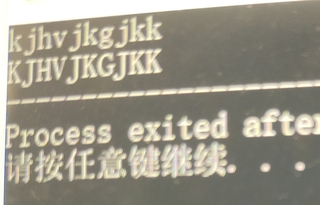 kjhvjkgjkk
KJHVJKGJKK
--------------------------------
Process exited after
请按任意键继续. . .